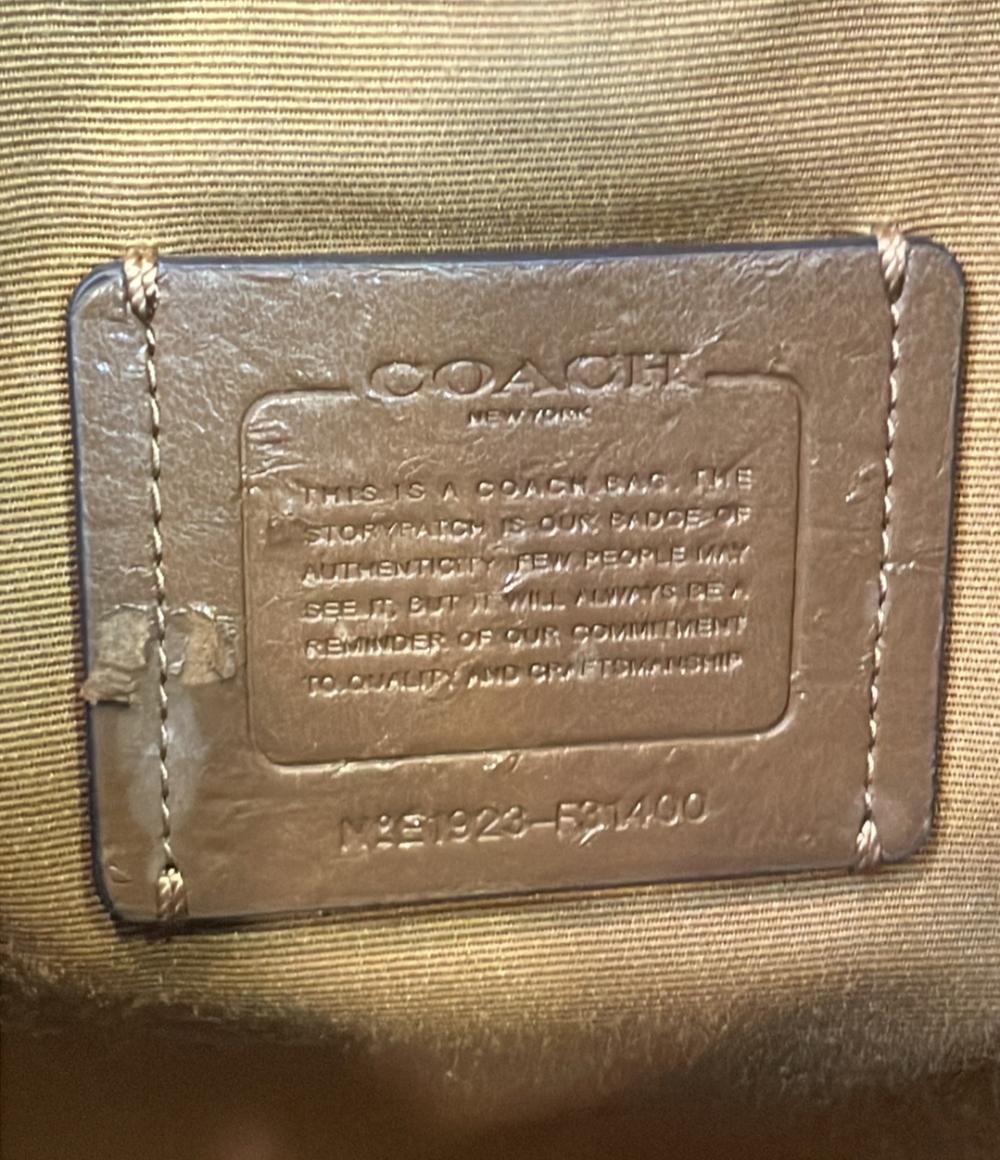 COACH
NEW YORK
THIS IS A COACH BAG. THE
STORYPATCH IS OUR BADGE OF
AUTHENTICITY FEW PEOPLE MAY
SEE IT, BUT IT WILL ALWAYS BE A
REMINDER OF OUR COMMITMENT
TO QUALITY AND CRAFTSMANSHIP
E1923-F31400